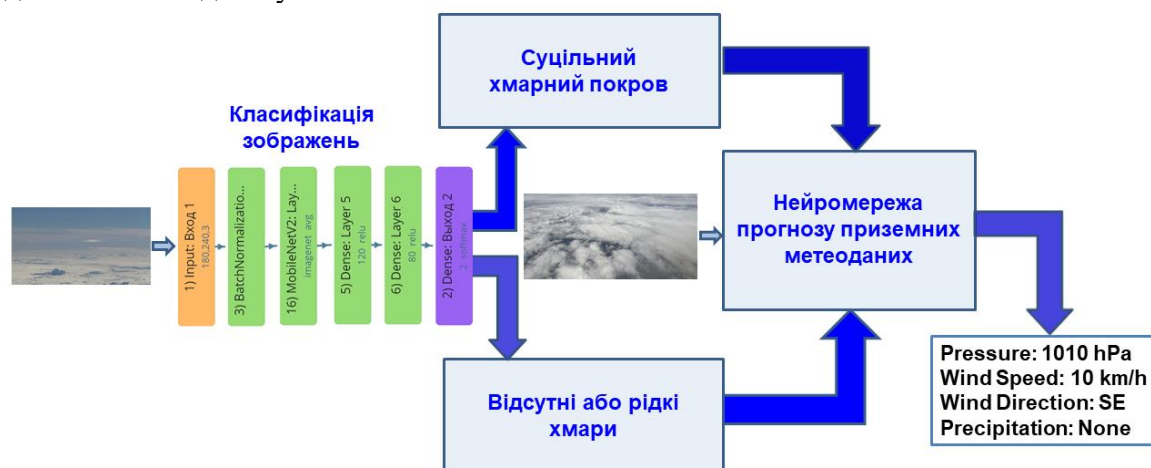 Суцільний
хмарний покров
Класифікація
зображень
1) Input: Вход 1
180,240,3
3) BatchNormalizatio...
16) MobileNetV2: Lay...
imagenet avg
5) Dense: Layer 5
120 relu
6) Dense: Layer 6
80 relu
2) Dense: Выход 2
2 softmax
Нейромережа
прогнозу приземних
метеоданих
Відсутні або рідкі
хмари
Pressure: 1010 hPa
Wind Speed: 10 km/h
Wind Direction: SE
Precipitation: None